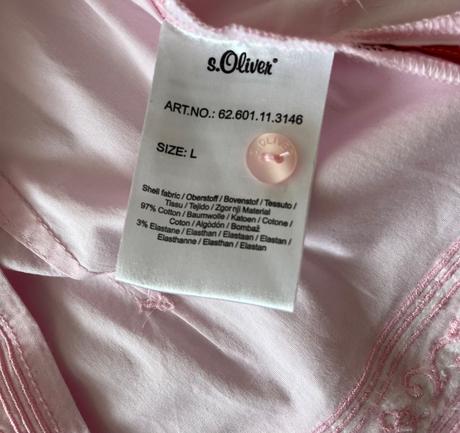 s.Oliver®
ART.NO.: 62.601.11.3146
S.OLIVER
SIZE: L
Shell fabric / Oberstoff / Bovenstof / Tessuto /
Tissu / Tejido / Zgornji Material
97% Cotton / Baumwolle / Katoen / Cotone /
Coton / Algodón / Bombaž
3% Elastane / Elasthan / Elastaan / Elastan /
Elasthanne / Elasthan / Elastan